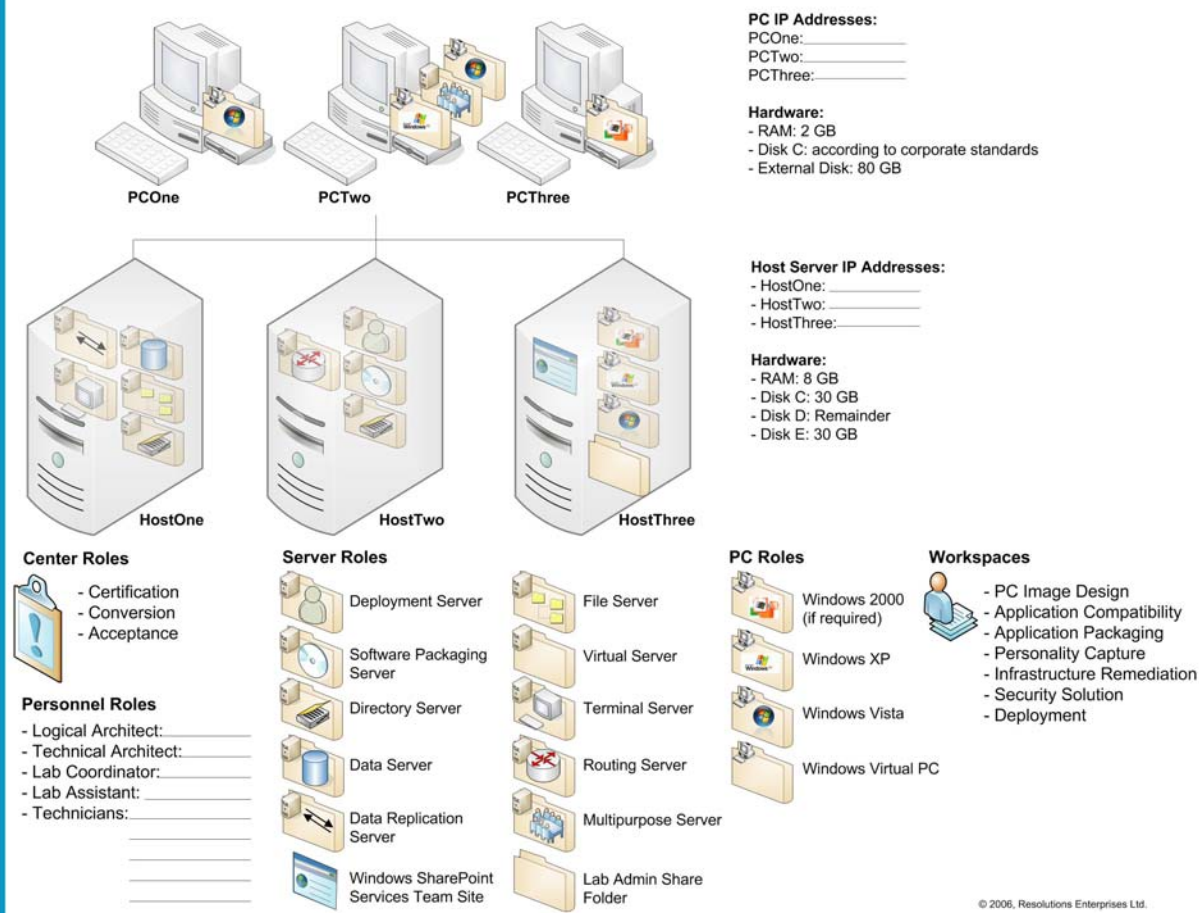 PC IP Addresses:
PCOne:
PCTwo:
PCThree:
Hardware:
- RAM: 2 GB
- Disk C: according to corporate standards
- External Disk: 80 GB
PCOne
PCTwo
PCThree
Host Server IP Addresses:
- HostOne:
- HostTwo:
- HostThree:
Hardware:
- RAM: 8 GB
- Disk C: 30 GB
- Disk D: Remainder
- Disk E: 30 GB
HostOne
HostTwo
HostThree
Center Roles
- Certification
- Conversion
- Acceptance
Personnel Roles
- Logical Architect:
- Technical Architect:
- Lab Coordinator:
- Lab Assistant:
- Technicians:
Server Roles
Deployment Server
Software Packaging
Server
Directory Server
Data Server
Data Replication
Server
Windows SharePoint
Services Team Site
File Server
Virtual Server
Terminal Server
Routing Server
Multipurpose Server
Lab Admin Share
Folder
PC Roles
Windows 2000
(if required)
Windows XP
Windows Vista
Windows Virtual PC
Workspaces
- PC Image Design
- Application Compatibility
- Application Packaging
- Personality Capture
- Infrastructure Remediation
- Security Solution
- Deployment
© 2006, Resolutions Enterprises Ltd.